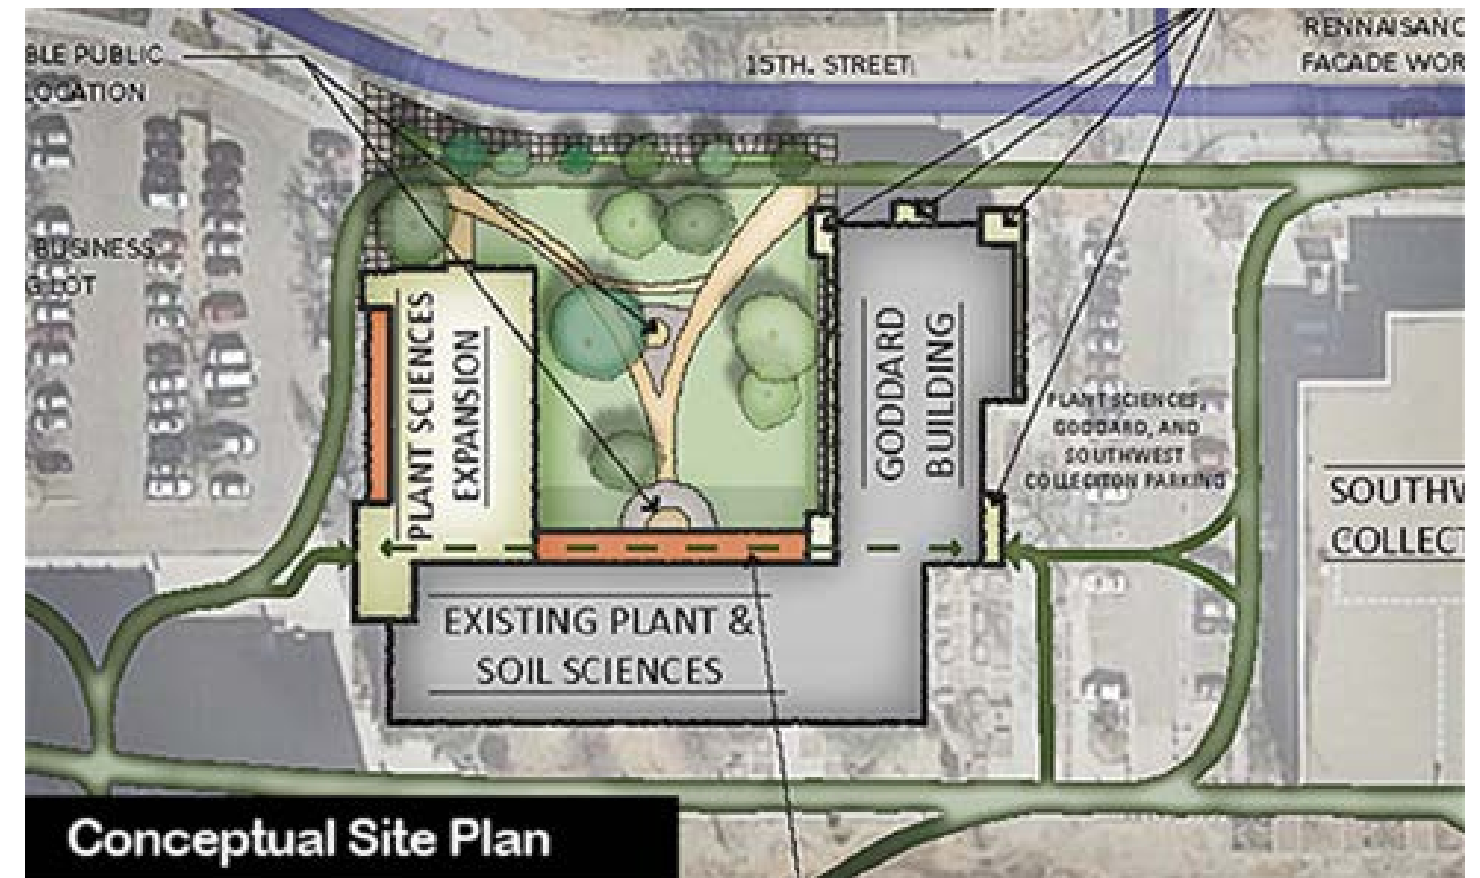 BLE PUBLIC
LOCATION
15TH. STREET
RENNAISANC
FACADE WOR
BUSINESS
G LOT
PLANT SCIENCES
EXPANSION
GODDARD
BUILDING
PLANT SCIENCES,
GODDARD, AND
SOUTHWEST
COLLECITON PARKING
SOUTHW
COLLECT
EXISTING PLANT &
SOIL SCIENCES
Conceptual Site Plan